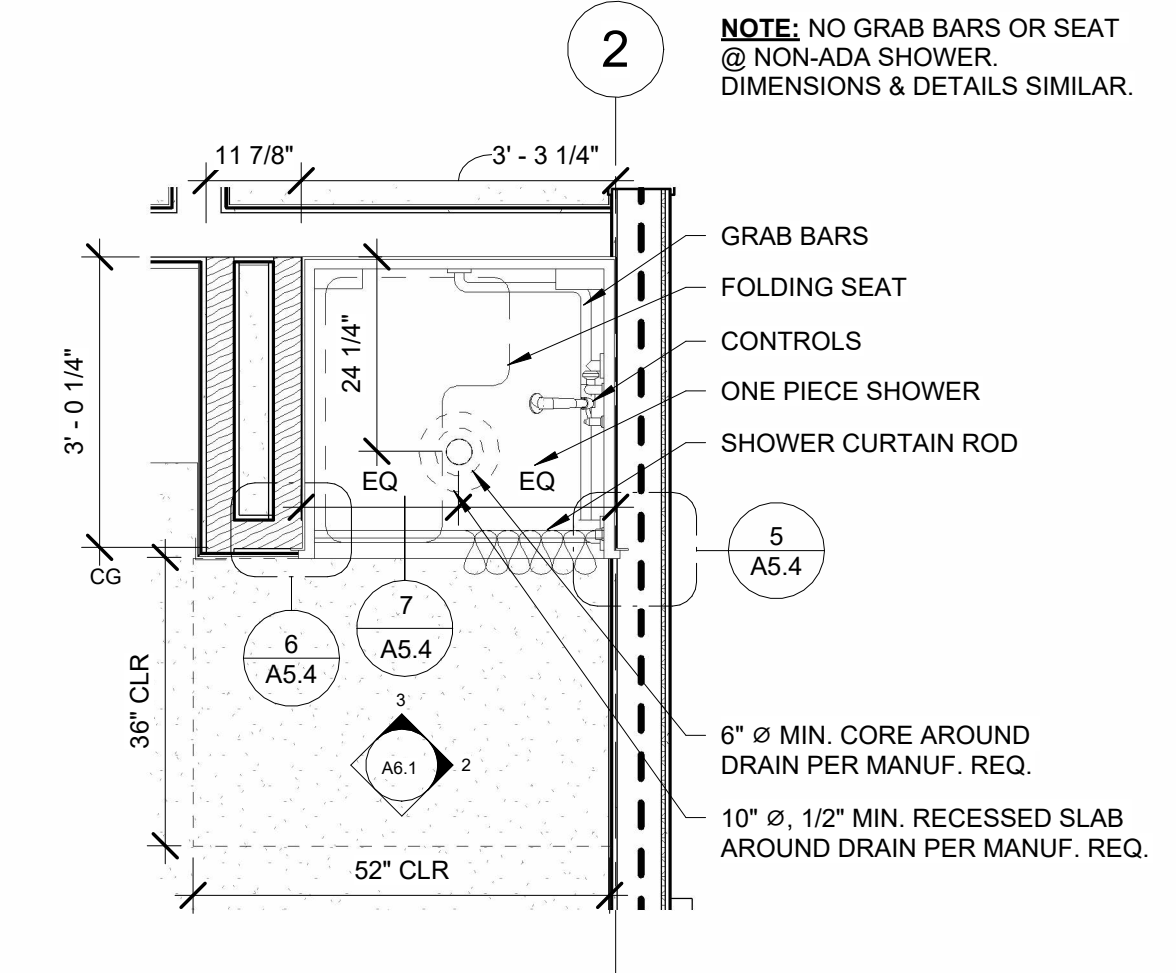 2
NOTE: NO GRAB BARS OR SEAT
@ NON-ADA SHOWER.
DIMENSIONS & DETAILS SIMILAR.
11 7/8"
3' - 3 1/4"
GRAB BARS
FOLDING SEAT
CONTROLS
ONE PIECE SHOWER
SHOWER CURTAIN ROD
24 1/4"
3' - 0 1/4"
EQ
EQ
CG
5
A5.4
7
A5.4
6
A5.4
36" CLR
3
A6.1
2
6" ⌀ MIN. CORE AROUND
DRAIN PER MANUF. REQ.
10" ⌀, 1/2" MIN. RECESSED SLAB
AROUND DRAIN PER MANUF. REQ.
52" CLR